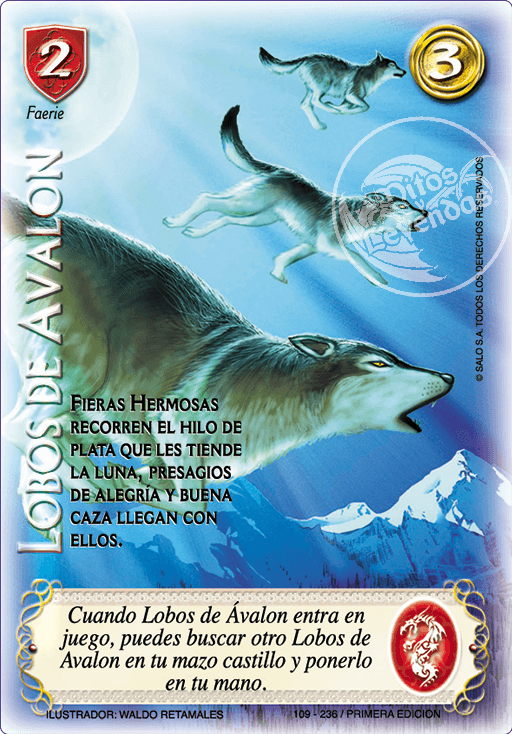 2
3
Faerie
LOBOS DE AVALON
Mitos
y
Leyendas
© SALO S.A. TODOS LOS DERECHOS RESERVADOS
FIERAS HERMOSAS
RECORREN EL HILO DE
PLATA QUE LES TIENDE
LA LUNA, PRESAGIOS
DE ALEGRÍA Y BUENA
CAZA LLEGAN CON
ELLOS.
Cuando Lobos de Ávalon entra en
juego, puedes buscar otro Lobos de
Avalon en tu mazo castillo y ponerlo
en tu mano.
ILUSTRADOR: WALDO RETAMALES
109 - 236 / PRIMERA EDICION